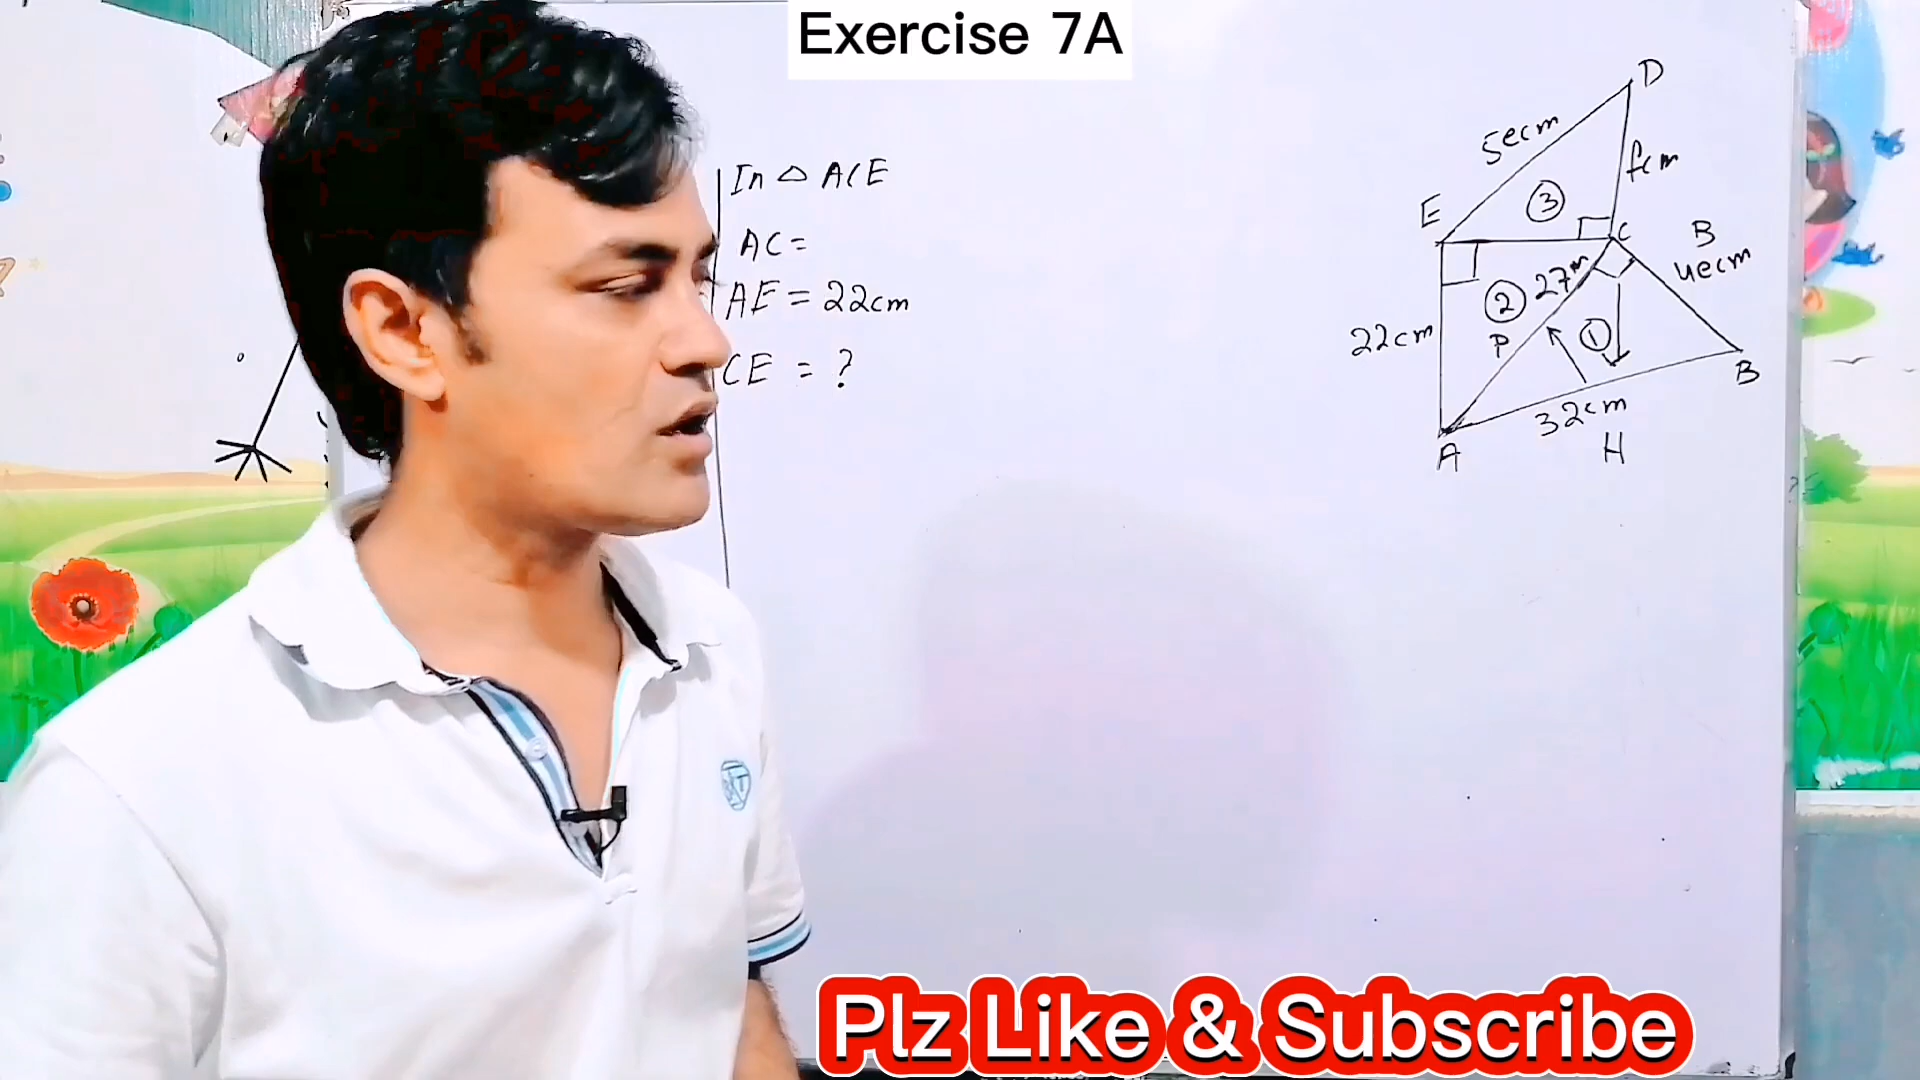 Exercise 7A
In △ ACE
AC =
AE = 22cm
CE = ?
D
5ecm
fcm
E
3
C
B
4ecm
27m
2
1
22cm
P
B
32cm
A
H
Plz Like & Subscribe